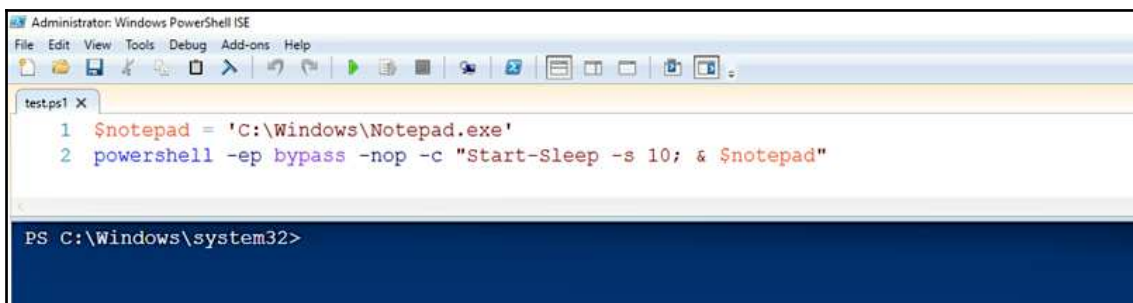 Administrator: Windows PowerShell ISE
File Edit View Tools Debug Add-ons Help
test.ps1 X
1 $notepad = 'C:\Windows\Notepad.exe'
2 powershell -ep bypass -nop -c "Start-Sleep -s 10; & $notepad"
PS C:\Windows\system32>